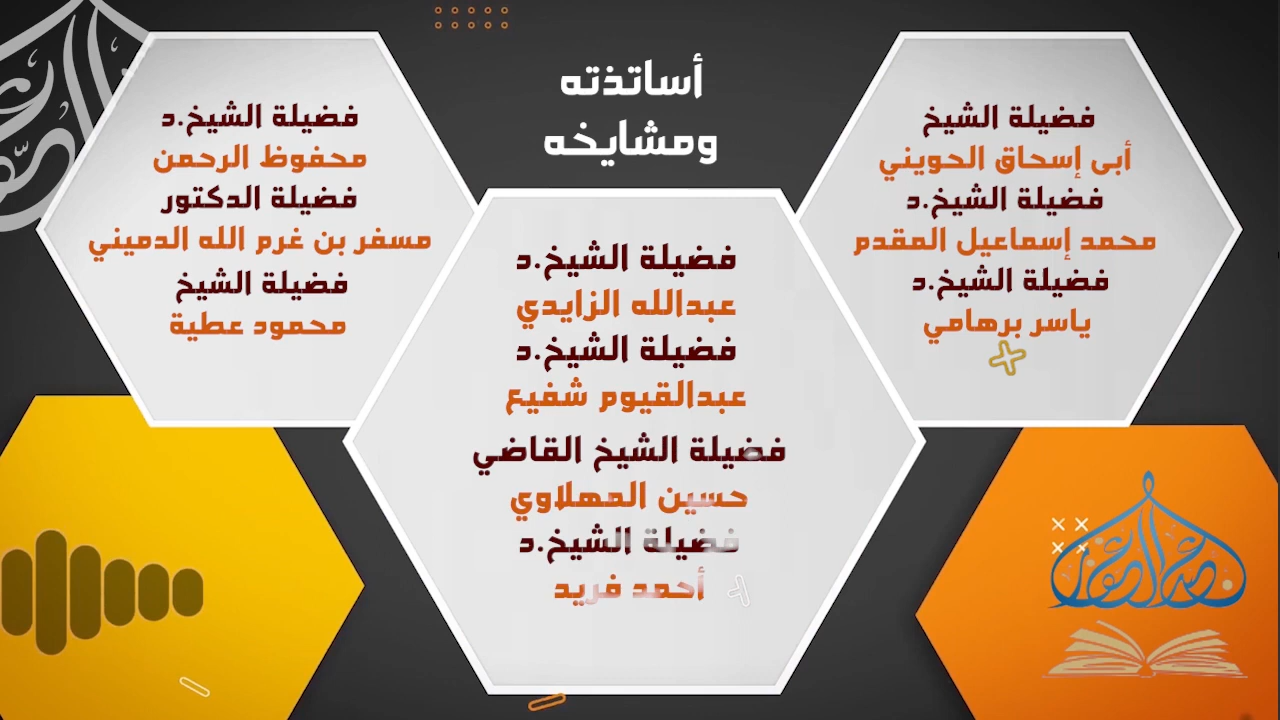 أساتذته
ومشايخه
فضيلة الشيخ
أبى إسحاق الحويني
فضيلة الشيخ.د
محمد إسماعيل المقدم
فضيلة الشيخ.د
ياسر برهامي
فضيلة الشيخ.د
عبدالله الزايدي
فضيلة الشيخ.د
عبدالقيوم شفيع
فضيلة الشيخ القاضي
حسين المهلاوي
فضيلة الشيخ.د
أحمد فريد
فضيلة الشيخ.د
محفوظ الرحمن
فضيلة الدكتور
مسفر بن غرم الله الدميني
فضيلة الشيخ
محمود عطية